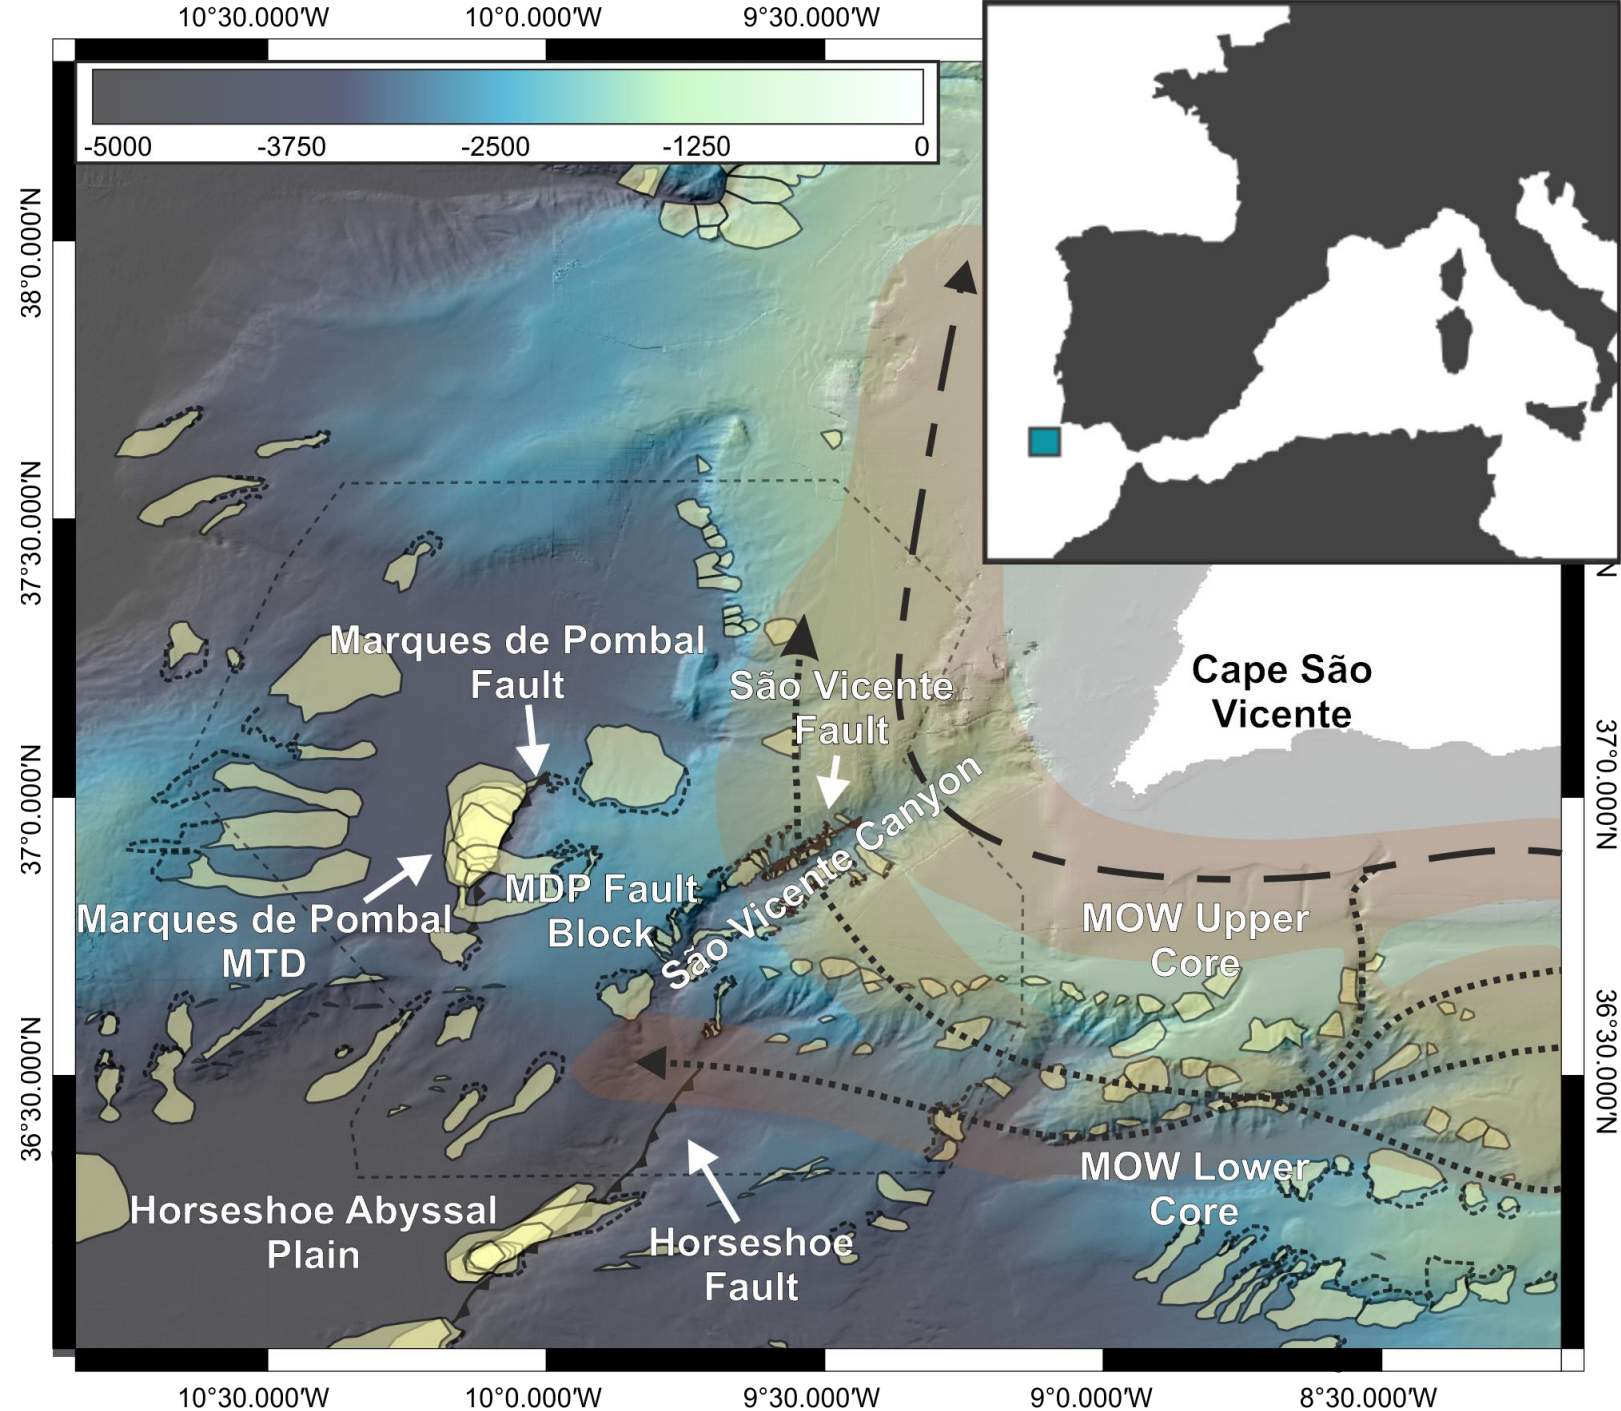 10°30.000'W 10°0.000'W 9°30.000'W
-5000 -3750 -2500 -1250 0
38°0.000'N
37°30.000'N
N
Marques de Pombal
Fault
São Vicente
Fault
Cape São
Vicente
37°0.000'N
37°0.000'N
São Vicente Canyon
MDP Fault
Block
Marques de Pombal
MTD
MOW Upper
Core
36°30.000'N
36°30.000'N
MOW Lower
Core
Horseshoe Abyssal
Plain
Horseshoe
Fault
10°30.000'W 10°0.000'W 9°30.000'W 9°0.000'W 8°30.000'W